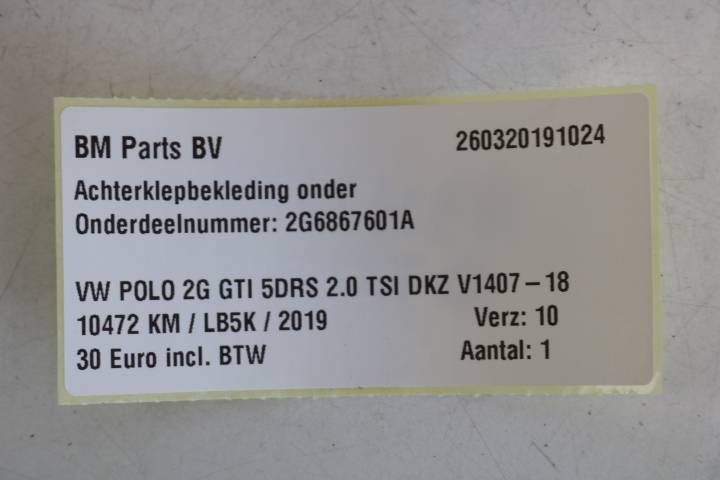 BM Parts BV 260320191024
Achterklepbekleding onder
Onderdeelnummer: 2G6867601A
VW POLO 2G GTI 5DRS 2.0 TSI DKZ V1407-18
10472 KM / LB5K / 2019 Verz: 10
30 Euro incl. BTW Aantal: 1